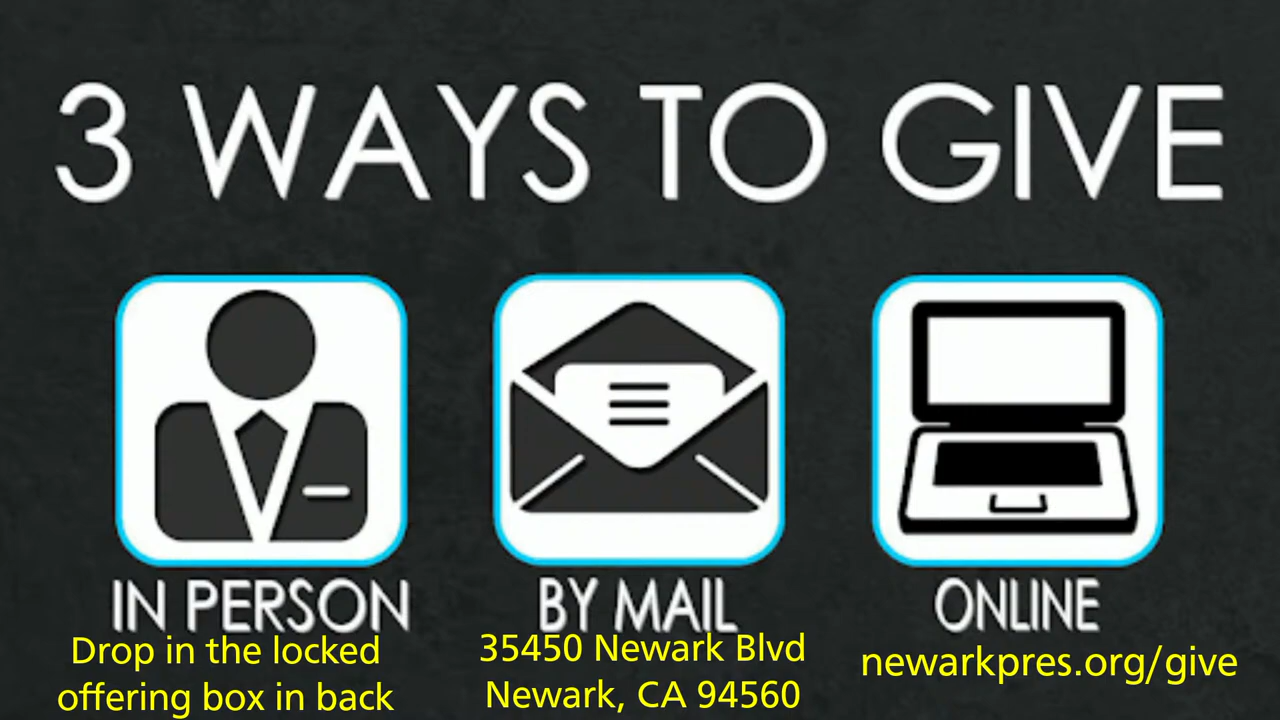 3 WAYS TO GIVE
IN PERSON
Drop in the locked
offering box in back
BY MAIL
35450 Newark Blvd
Newark, CA 94560
ONLINE
newarkpres.org/give